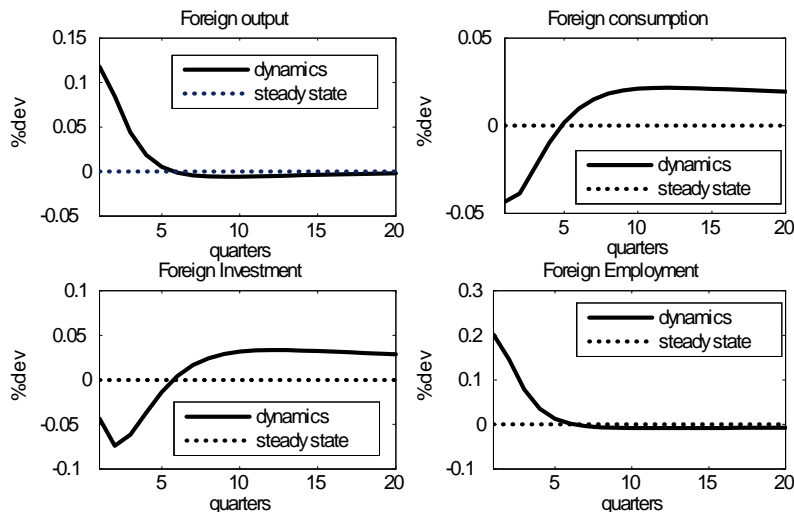 Foreign output
0.15
0.1
0.05
0
-0.05
%dev
dynamics
steady state
5
10
15
20
quarters
Foreign consumption
0.05
0
-0.05
%dev
dynamics
steady state
5
10
15
20
quarters
Foreign Investment
0.1
0.05
0
-0.05
-0.1
%dev
dynamics
steady state
5
10
15
20
quarters
Foreign Employment
0.3
0.2
0.1
0
-0.1
%dev
dynamics
steady state
5
10
15
20
quarters